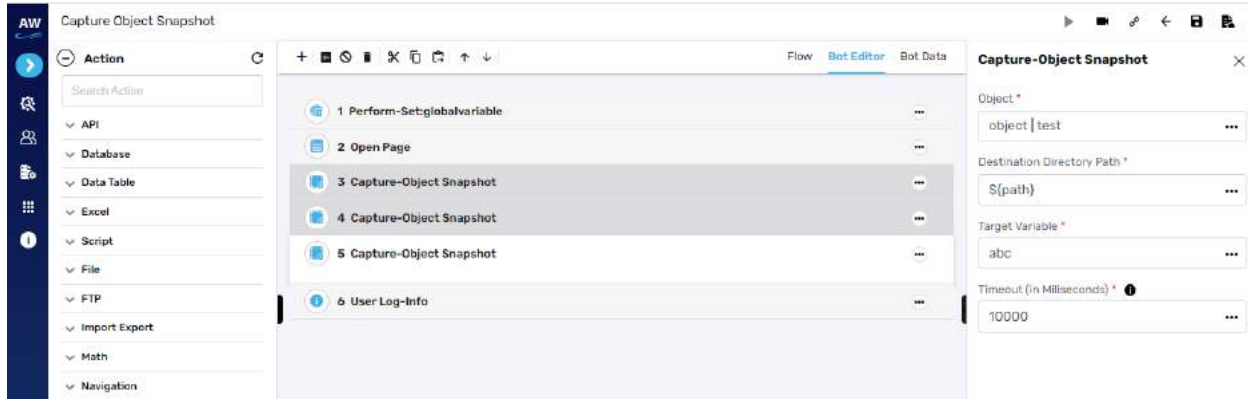 AW
Capture Object Snapshot
Action
Search Action
API
Database
Data Table
Excel
Script
File
FTP
Import Export
Math
Navigation
Flow Bot Editor Bot Data
1 Perform-Set:globalvariable
2 Open Page
3 Capture-Object Snapshot
4 Capture-Object Snapshot
5 Capture-Object Snapshot
6 User Log-Info
Capture-Object Snapshot
Object *
object | test
Destination Directory Path *
${path}
Target Variable *
abc
Timeout (in Miliseconds) *
10000